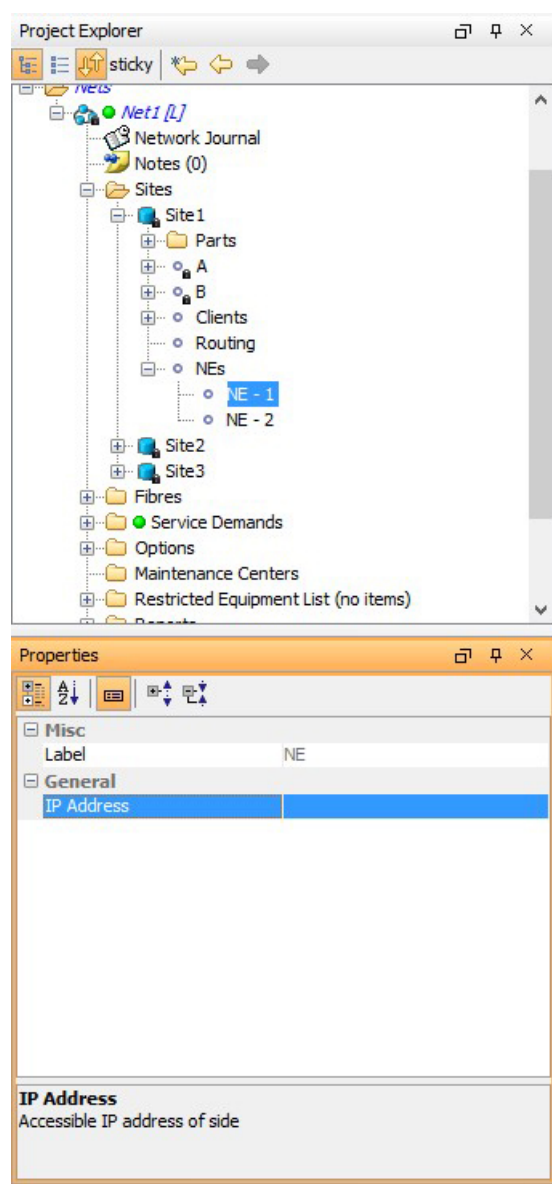 Project Explorer
sticky
Nets
Net1 [L]
Network Journal
Notes (0)
Sites
Site1
Parts
A
B
Clients
Routing
NEs
NE - 1
NE - 2
Site2
Site3
Fibres
Service Demands
Options
Maintenance Centers
Restricted Equipment List (no items)
Reports
Properties
Misc
Label NE
General
IP Address
IP Address
Accessible IP address of side